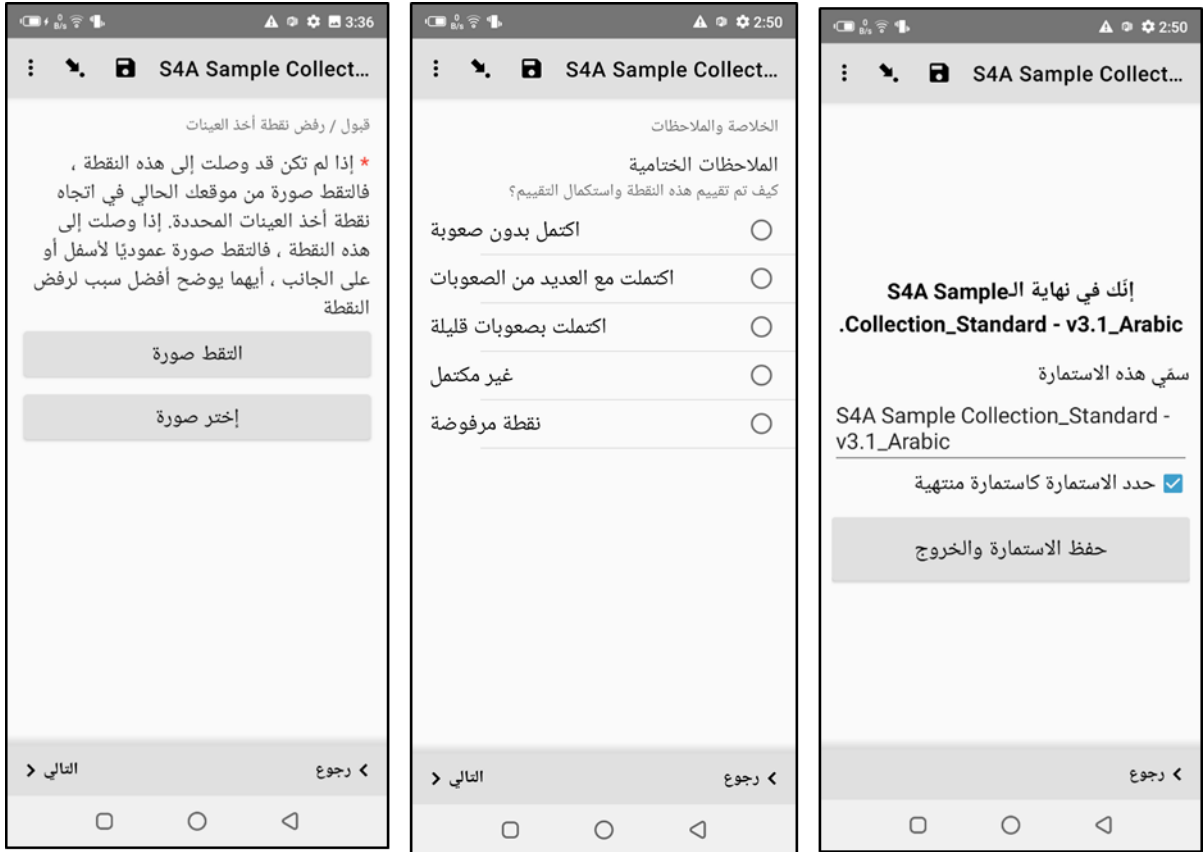 3:36
S4A Sample Collect...
قبول / رفض نقطة أخذ العينات
* إذا لم تكن قد وصلت إلى هذه النقطة ،
فالتقط صورة من موقعك الحالي في اتجاه
نقطة أخذ العينات المحددة. إذا وصلت إلى
هذه النقطة ، فالتقط صورة عموديًا لأسفل أو
على الجانب ، أيهما يوضح أفضل سبب لرفض
النقطة
التقط صورة
إختر صورة
رجوع
التالي
0 B/s
2:50
S4A Sample Collect...
الخلاصة والملاحظات
الملاحظات الختامية
كيف تم تقييم هذه النقطة واستكمال التقييم؟
اكتمل بدون صعوبة
اكتملت مع العديد من الصعوبات
اكتملت بصعوبات قليلة
غير مكتمل
نقطة مرفوضة
رجوع
التالي
2:50
S4A Sample Collect...
إنّك في نهاية الـS4A Sample
Collection_Standard - v3.1_Arabic.
سمّي هذه الاستمارة
S4A Sample Collection_Standard -
v3.1_Arabic
حدد الاستمارة كاستمارة منتهية
حفظ الاستمارة والخروج
رجوع